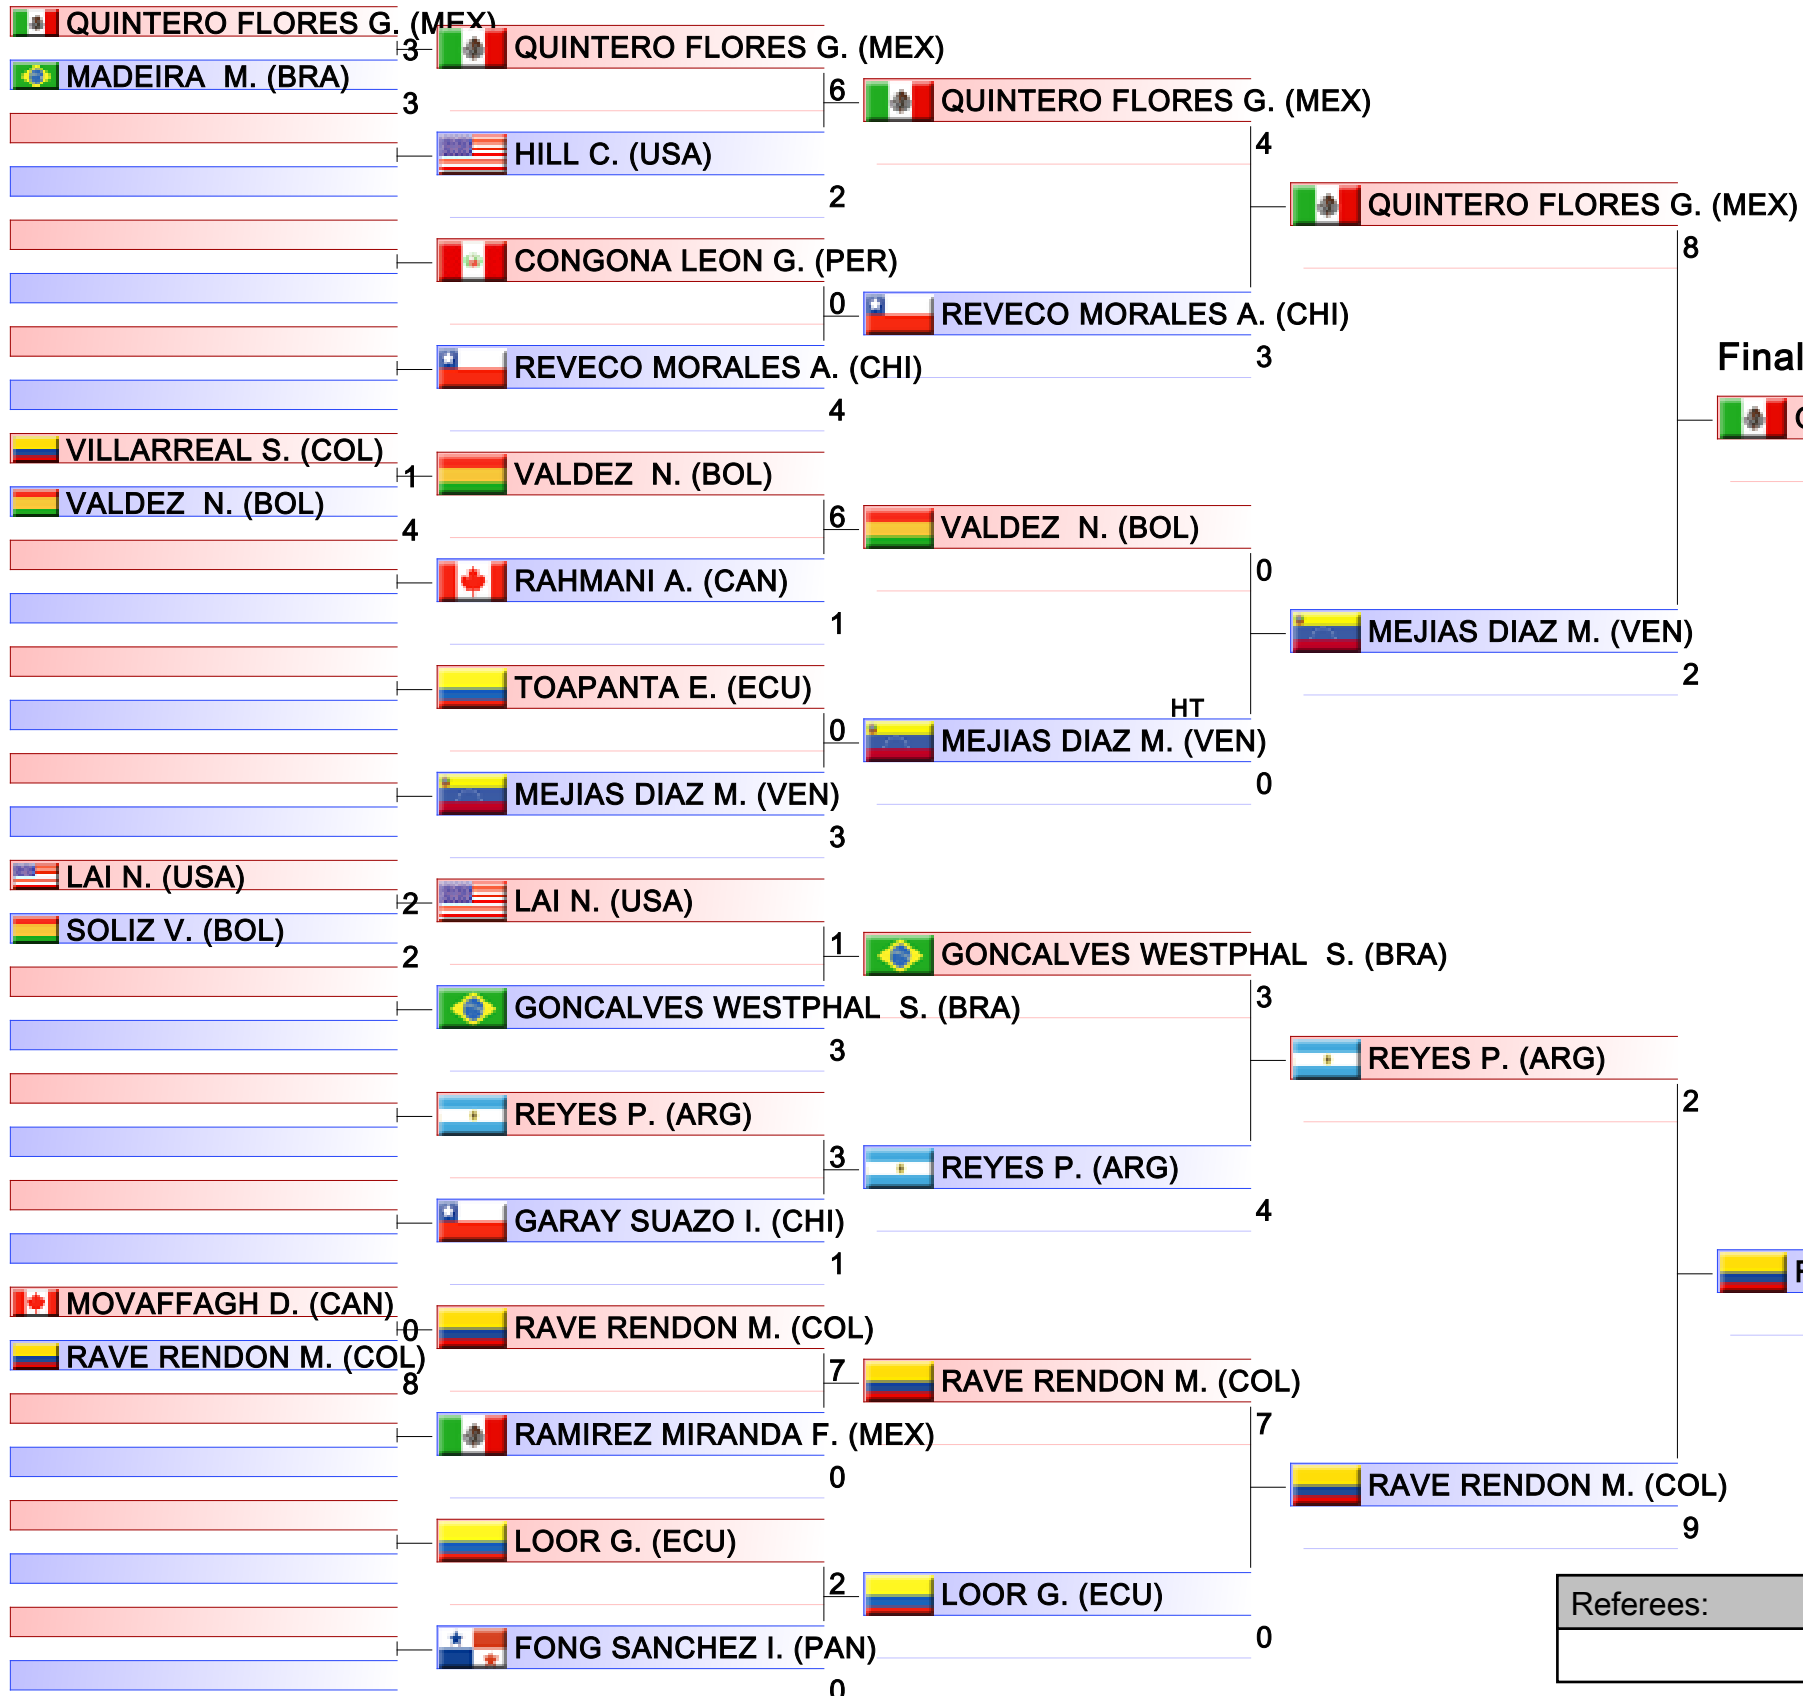 QUINTERO FLORES G. (MEX)
3
MADEIRA M. (BRA)
3
VILLARREAL S. (COL)
1
VALDEZ N. (BOL)
4
LAI N. (USA)
2
SOLIZ V. (BOL)
2
MOVAFFAGH D. (CAN)
0
RAVE RENDON M. (COL)
8
QUINTERO FLORES G. (MEX)
6
HILL C. (USA)
2
CONGONA LEON G. (PER)
0
REVECO MORALES A. (CHI)
4
VALDEZ N. (BOL)
6
RAHMANI A. (CAN)
1
TOAPANTA E. (ECU)
0
MEJIAS DIAZ M. (VEN)
3
LAI N. (USA)
1
GONCALVES WESTPHAL S. (BRA)
3
REYES P. (ARG)
3
GARAY SUAZO I. (CHI)
1
RAVE RENDON M. (COL)
7
RAMIREZ MIRANDA F. (MEX)
0
LOOR G. (ECU)
2
FONG SANCHEZ I. (PAN)
0
QUINTERO FLORES G. (MEX)
4
REVECO MORALES A. (CHI)
3
VALDEZ N. (BOL)
0
HT
MEJIAS DIAZ M. (VEN)
0
GONCALVES WESTPHAL S. (BRA)
3
REYES P. (ARG)
4
RAVE RENDON M. (COL)
7
LOOR G. (ECU)
0
QUINTERO FLORES G. (MEX)
8
MEJIAS DIAZ M. (VEN)
2
REYES P. (ARG)
2
RAVE RENDON M. (COL)
9
Final
Referees: